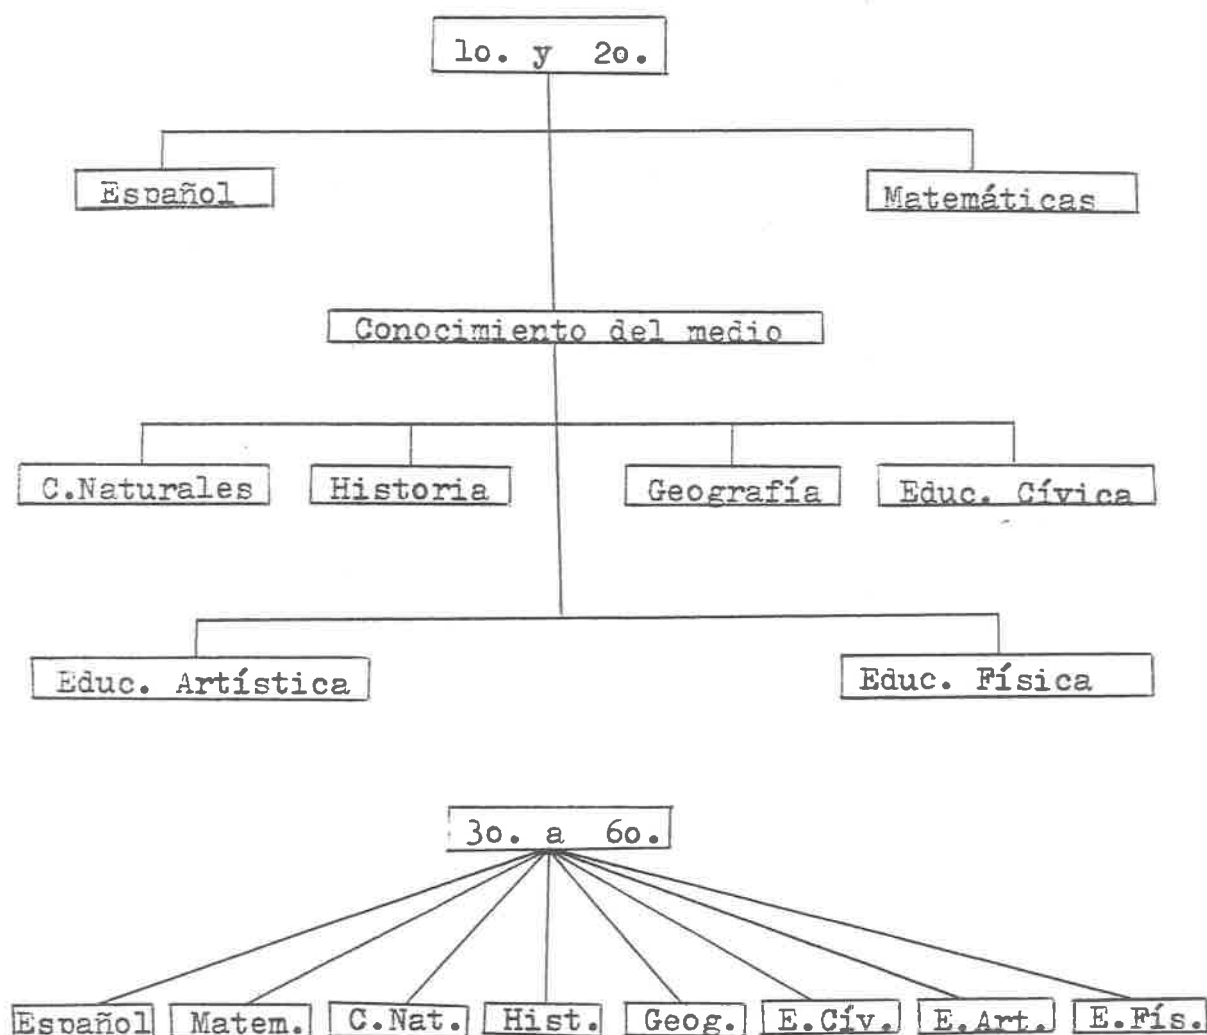 1o. y 2o.
Español
Matemáticas
Conocimiento del medio
C.Naturales
Historia
Geografía
Educ. Cívica
Educ. Artística
Educ. Física
3o. a 6o.
Español
Matem.
C.Nat.
Hist.
Geog.
E.Cív.
E.Art.
E.Fís.